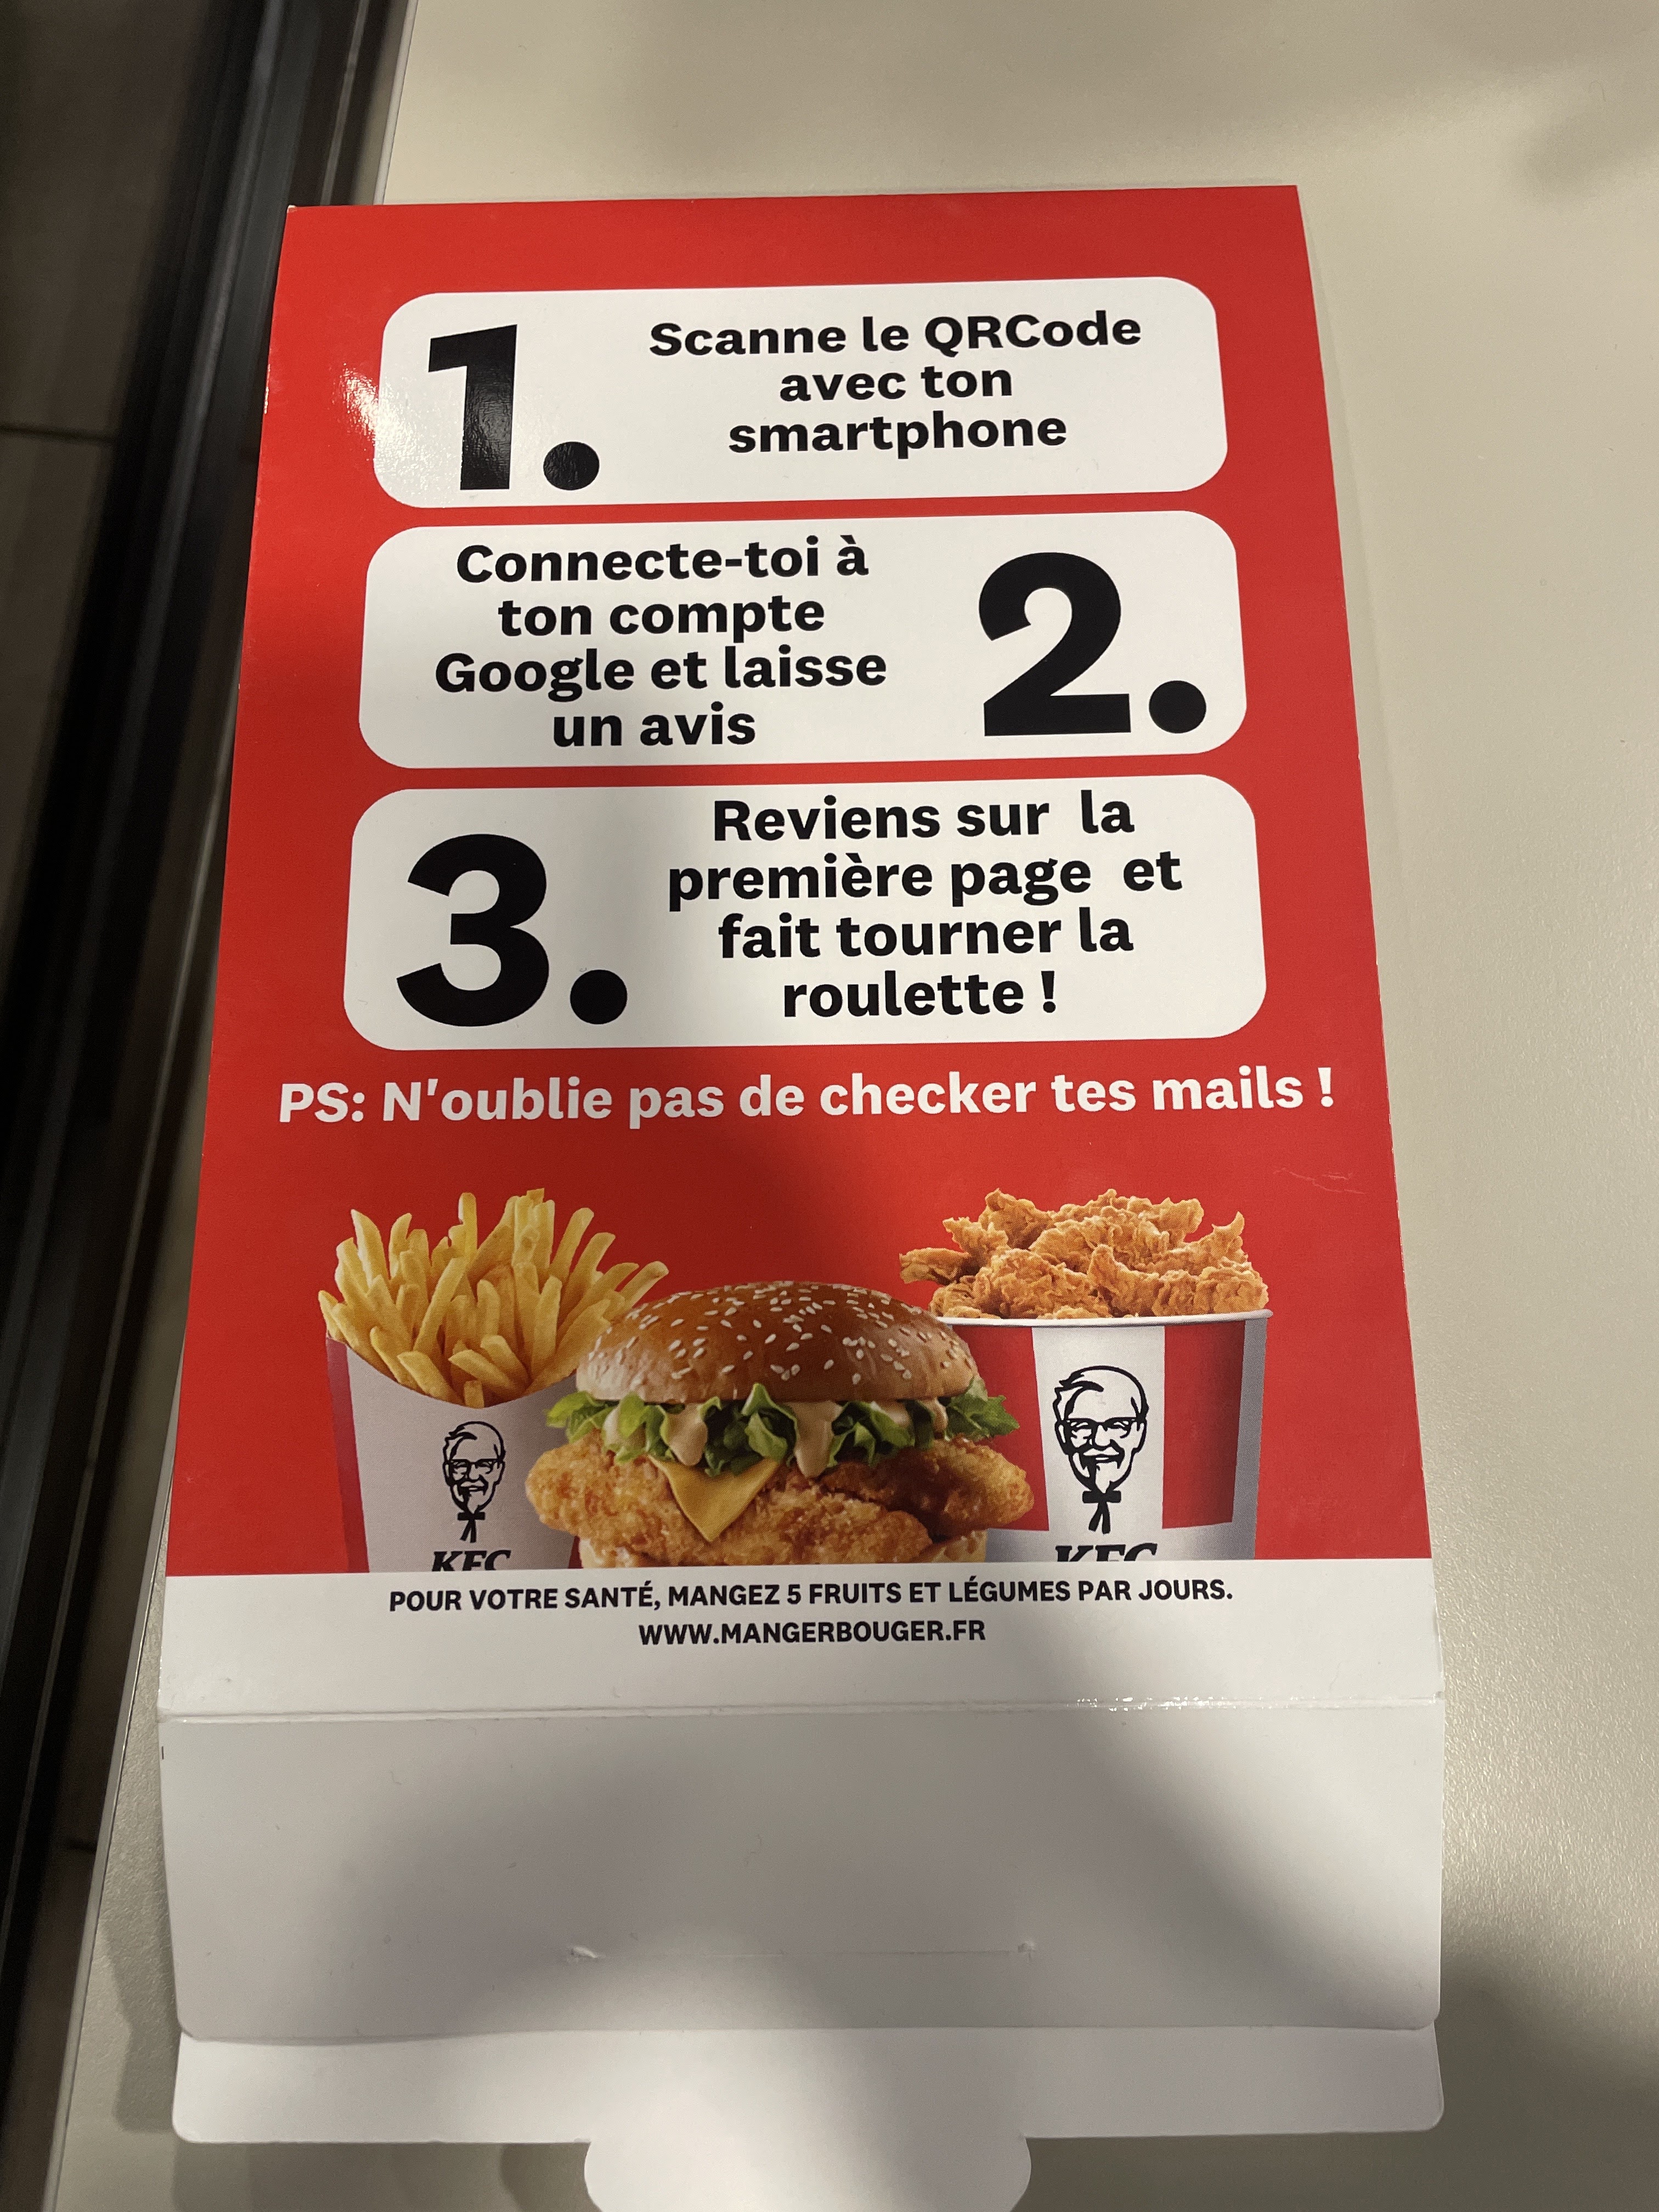 1.
Scanne le QRCode
avec ton
smartphone
Connecte-toi à
ton compte
Google et laisse
un avis
2.
3.
Reviens sur la
première page et
fait tourner la
roulette !
PS: N'oublie pas de checker tes mails !
KFC
KFC
POUR VOTRE SANTÉ, MANGEZ 5 FRUITS ET LÉGUMES PAR JOURS.
WWW.MANGERBOUGER.FR